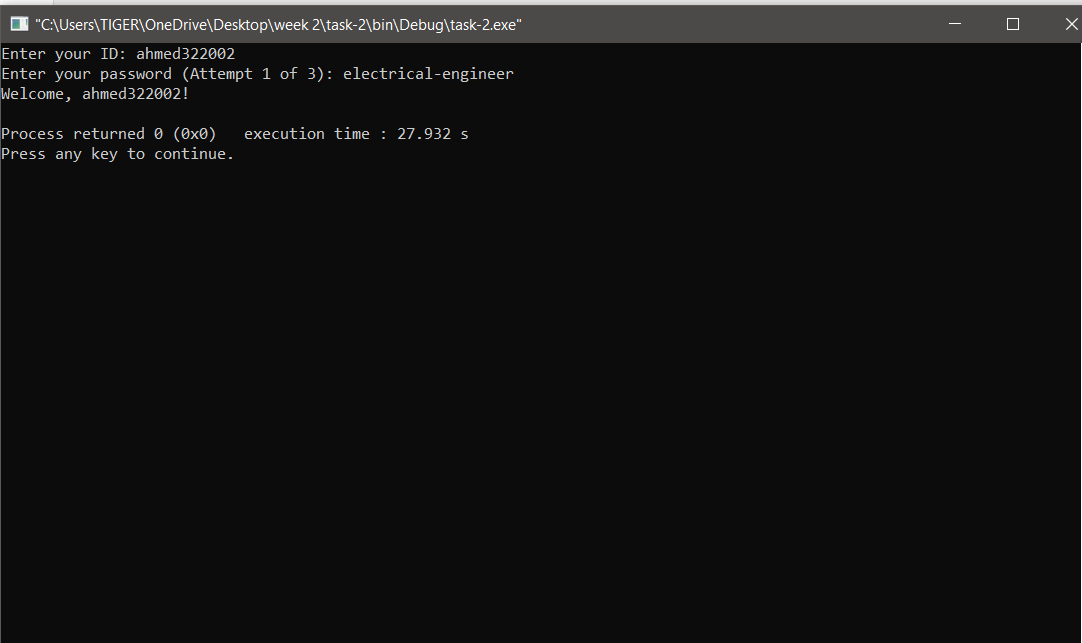 "C:\Users\TIGER\OneDrive\Desktop\week 2\task-2\bin\Debug\task-2.exe"
Enter your ID: ahmed322002
Enter your password (Attempt 1 of 3): electrical-engineer
Welcome, ahmed322002!
Process returned 0 (0x0)   execution time : 27.932 s
Press any key to continue.